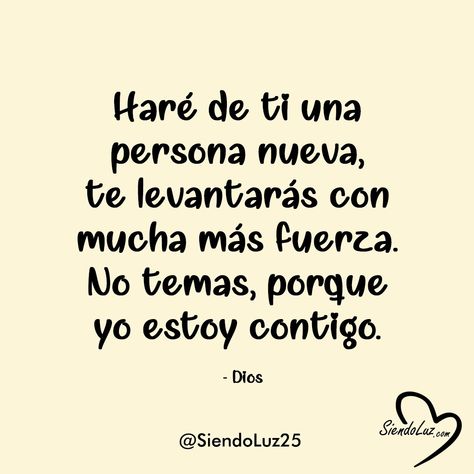 Haré de ti una
persona nueva,
te levantarás con
mucha más fuerza.
No temas, porque
yo estoy contigo.
- Dios
SiendoLuz.com
@SiendoLuz25